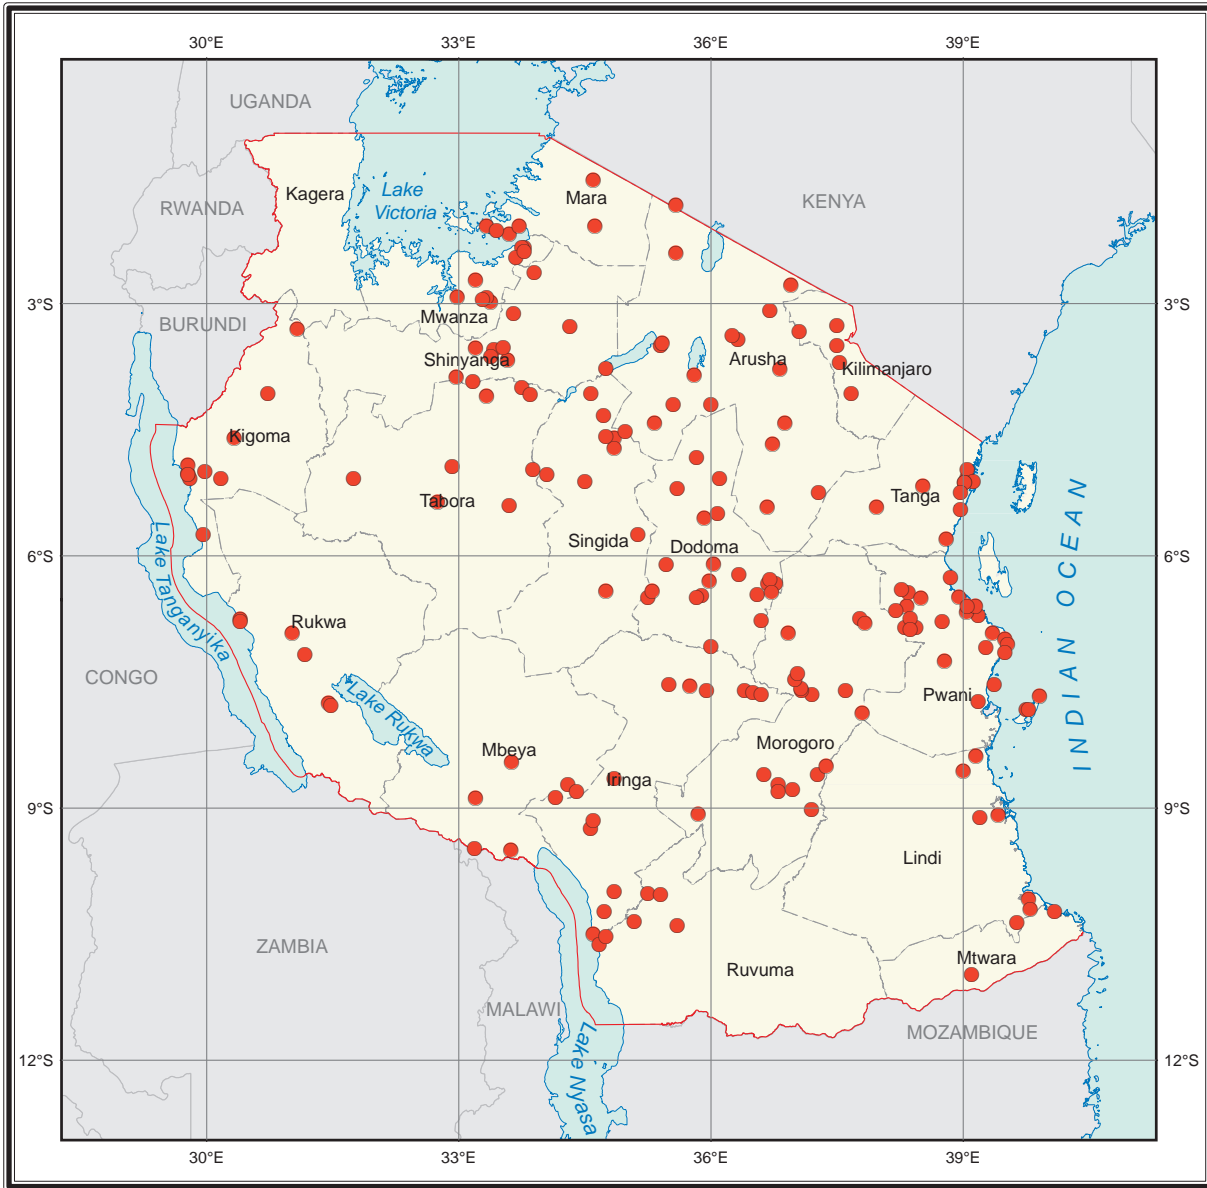 30°E 33°E 36°E 39°E
UGANDA
Kagera
Lake
Victoria
Mara
RWANDA
KENYA
3°S 3°S
BURUNDI
Mwanza
Shinyanga
Arusha
Kilimanjaro
Kigoma
Tabora
Tanga
Singida
Dodoma
6°S 6°S
Lake Tanganyika
INDIAN OCEAN
Rukwa
CONGO
Lake Rukwa
Pwani
Mbeya
Morogoro
Iringa
9°S 9°S
Lindi
ZAMBIA
Mtwara
Ruvuma
MALAWI
MOZAMBIQUE
Lake Nyasa
12°S 12°S
30°E 33°E 36°E 39°E